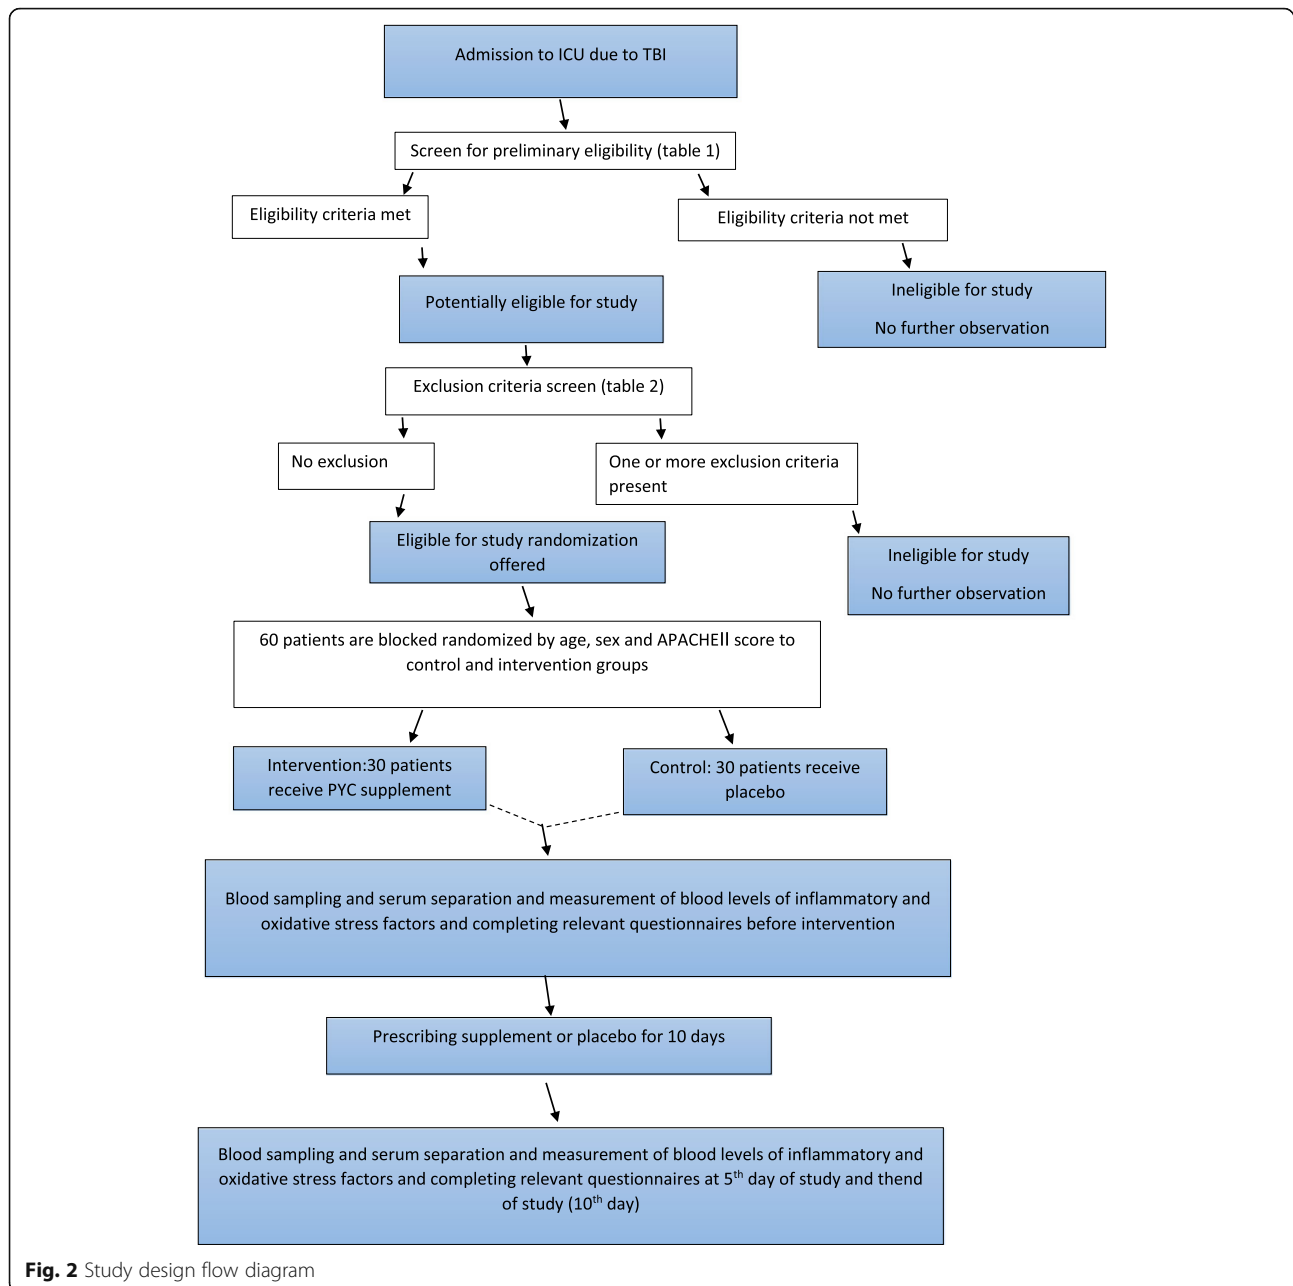 Admission to ICU due to TBI
Screen for preliminary eligibility (table 1)
Eligibility criteria met
Eligibility criteria not met
Potentially eligible for study
Ineligible for study
No further observation
Exclusion criteria screen (table 2)
No exclusion
One or more exclusion criteria
present
Eligible for study randomization
offered
Ineligible for study
No further observation
60 patients are blocked randomized by age, sex and APACHEII score to
control and intervention groups
Intervention:30 patients
receive PYC supplement
Control: 30 patients receive
placebo
Blood sampling and serum separation and measurement of blood levels of inflammatory and
oxidative stress factors and completing relevant questionnaires before intervention
Prescribing supplement or placebo for 10 days
Blood sampling and serum separation and measurement of blood levels of inflammatory and
oxidative stress factors and completing relevant questionnaires at 5th day of study and thend
of study (10th day)
Fig. 2 Study design flow diagram